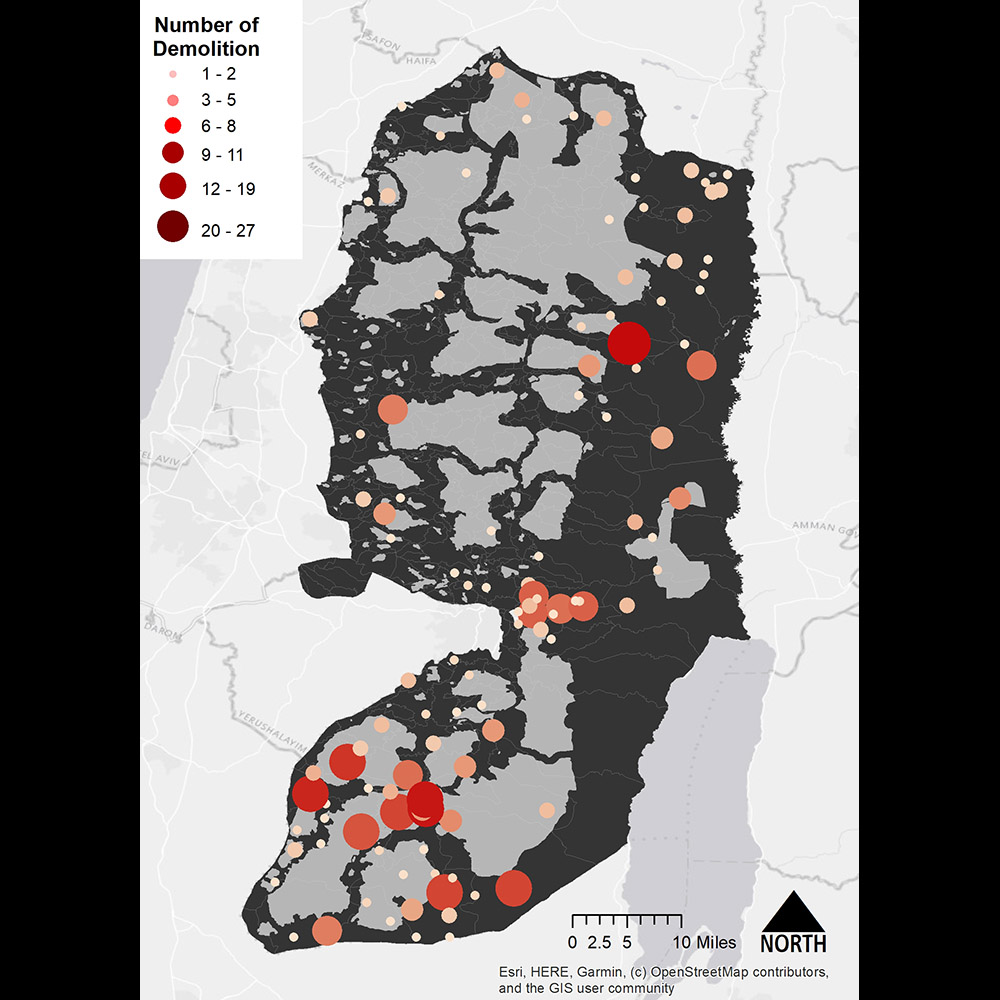 Number of
Demolition
1 - 2
3 - 5
6 - 8
9 - 11
12 - 19
20 - 27
TSAFON
HAIFA
MERKAZ
EL AVIV
AMMAN GOV
DAROM
YERUSHALAYIM
0 2.5 5 10 Miles
NORTH
Esri, HERE, Garmin, (c) OpenStreetMap contributors,
and the GIS user community